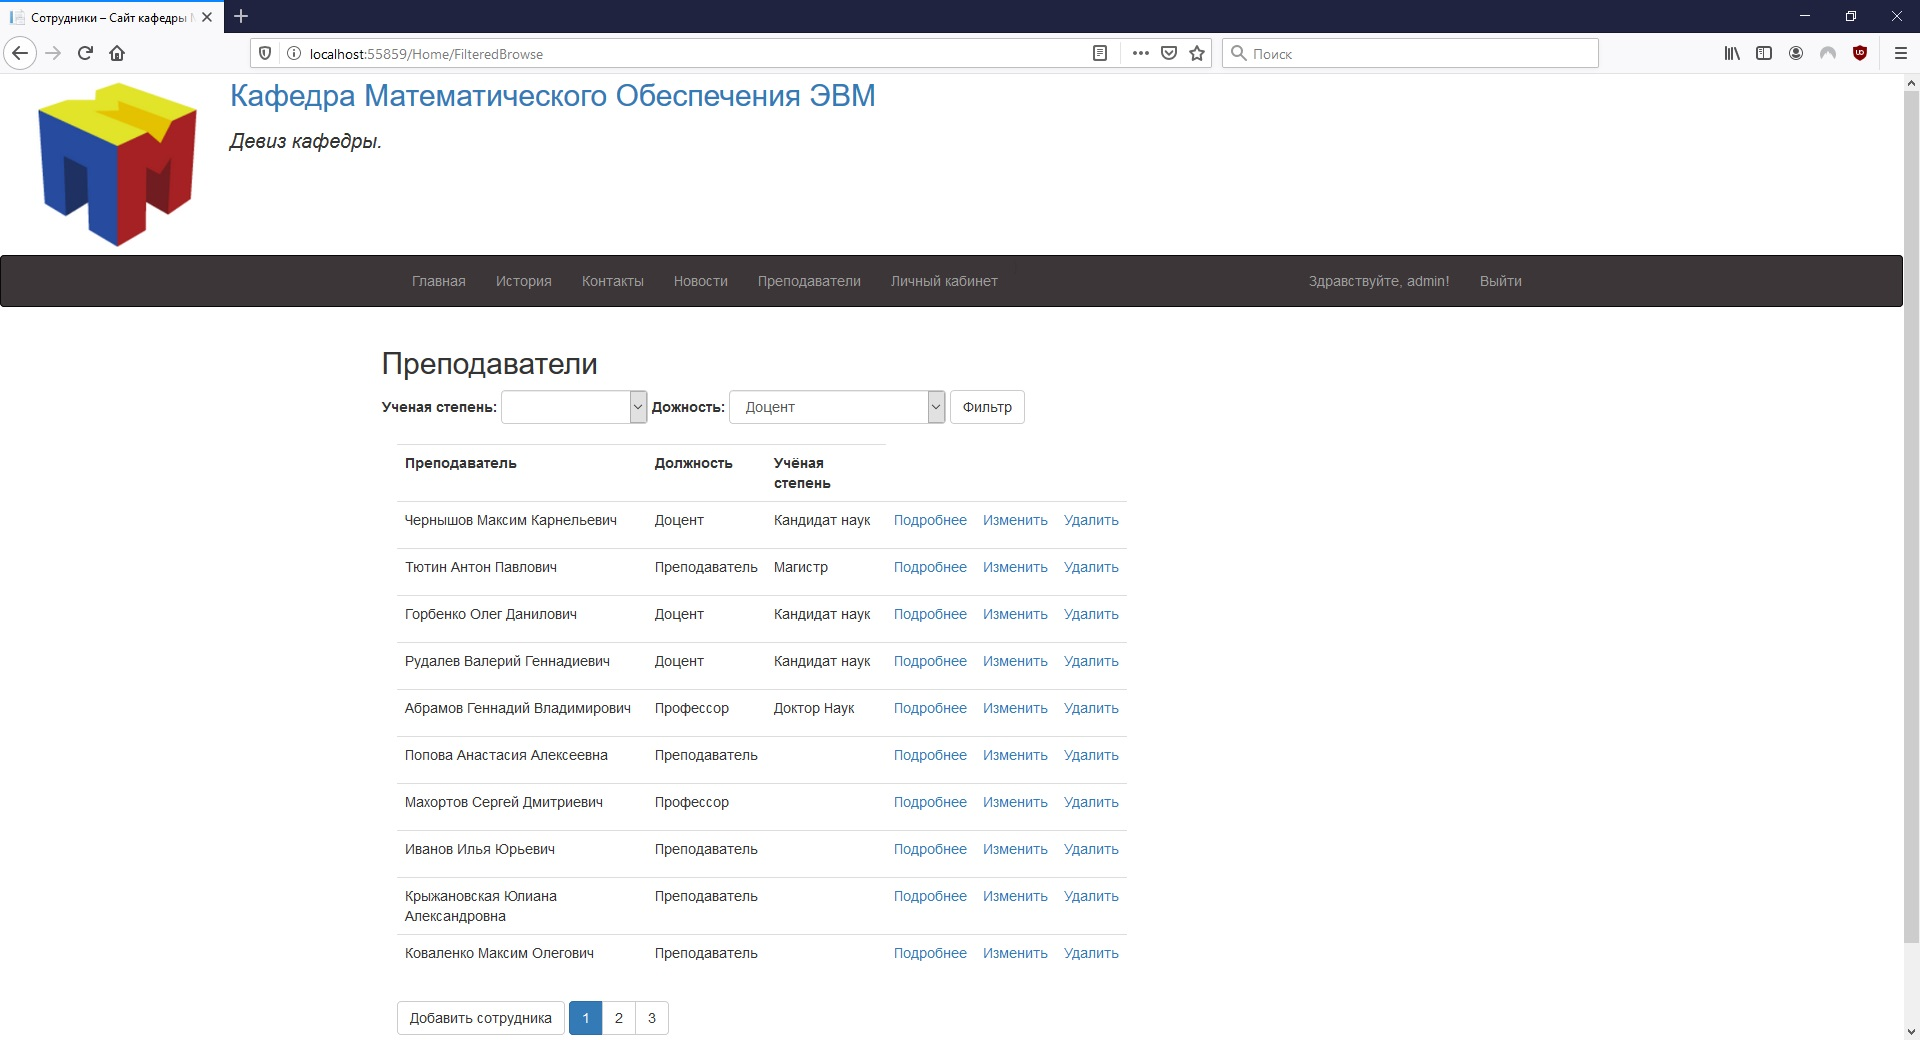 Сотрудники – Сайт кафедры
localhost:55859/Home/FilteredBrowse
Поиск
Кафедра Математического Обеспечения ЭВМ
Девиз кафедры.
Главная История Контакты Новости Преподаватели Личный кабинет Здравствуйте, admin! Выйти
Преподаватели
Ученая степень: Дожность: Доцент Фильтр
Преподаватель Должность Учёная
степень
Чернышов Максим Карнельевич Доцент Кандидат наук Подробнее Изменить Удалить
Тютин Антон Павлович Преподаватель Магистр Подробнее Изменить Удалить
Горбенко Олег Данилович Доцент Кандидат наук Подробнее Изменить Удалить
Рудалев Валерий Геннадиевич Доцент Кандидат наук Подробнее Изменить Удалить
Абрамов Геннадий Владимирович Профессор Доктор Наук Подробнее Изменить Удалить
Попова Анастасия Алексеевна Преподаватель Подробнее Изменить Удалить
Махортов Сергей Дмитриевич Профессор Подробнее Изменить Удалить
Иванов Илья Юрьевич Преподаватель Подробнее Изменить Удалить
Крыжановская Юлиана
Александровна Преподаватель Подробнее Изменить Удалить
Коваленко Максим Олегович Преподаватель Подробнее Изменить Удалить
Добавить сотрудника 1 2 3